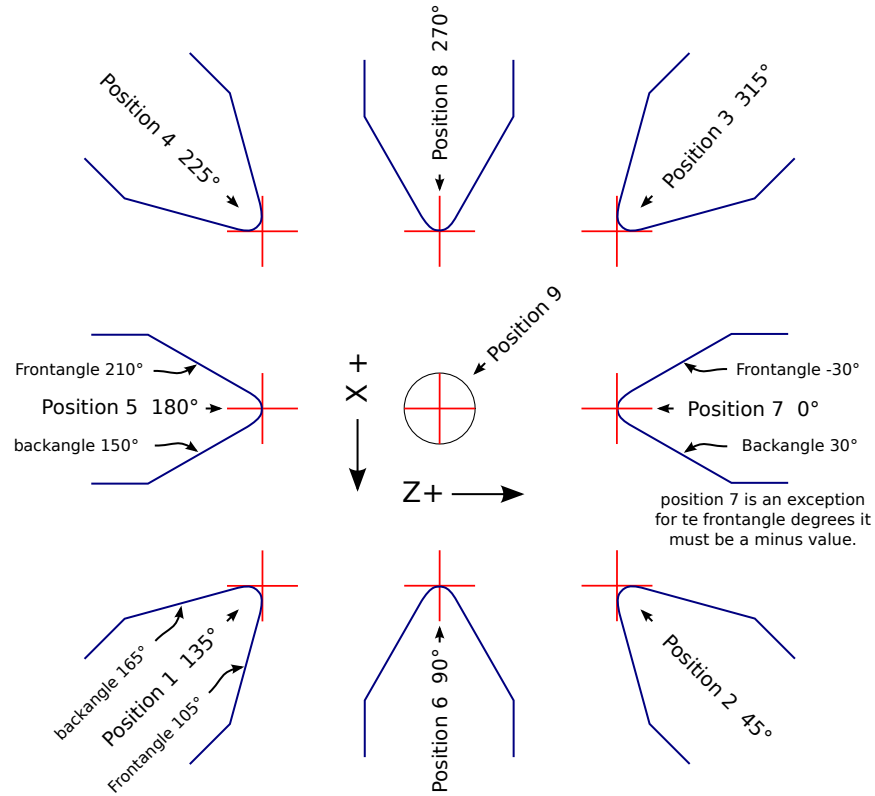 Position 4  225°
Position 8  270°
Position 3  315°
Position 9
Frontangle 210°
Position 5  180°
backangle 150°
X +
Z+
Frontangle -30°
Position 7  0°
Backangle 30°
position 7 is an exception
for te frontangle degrees it
must be a minus value.
backangle 165°
Position 1  135°
Frontangle 105°
Position 6  90°
Position 2  45°